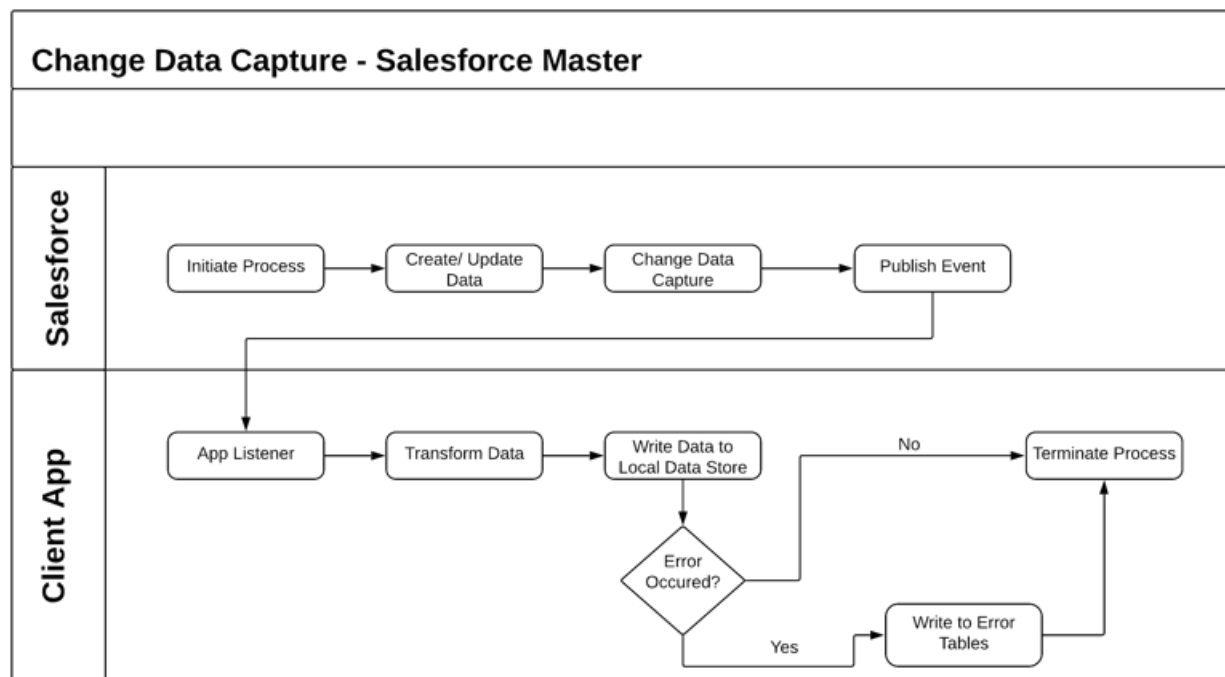 Change Data Capture - Salesforce Master
Salesforce
Initiate Process
Create/ Update
Data
Change Data
Capture
Publish Event
Client App
App Listener
Transform Data
Write Data to
Local Data Store
No
Terminate Process
Error
Occured?
Yes
Write to Error
Tables